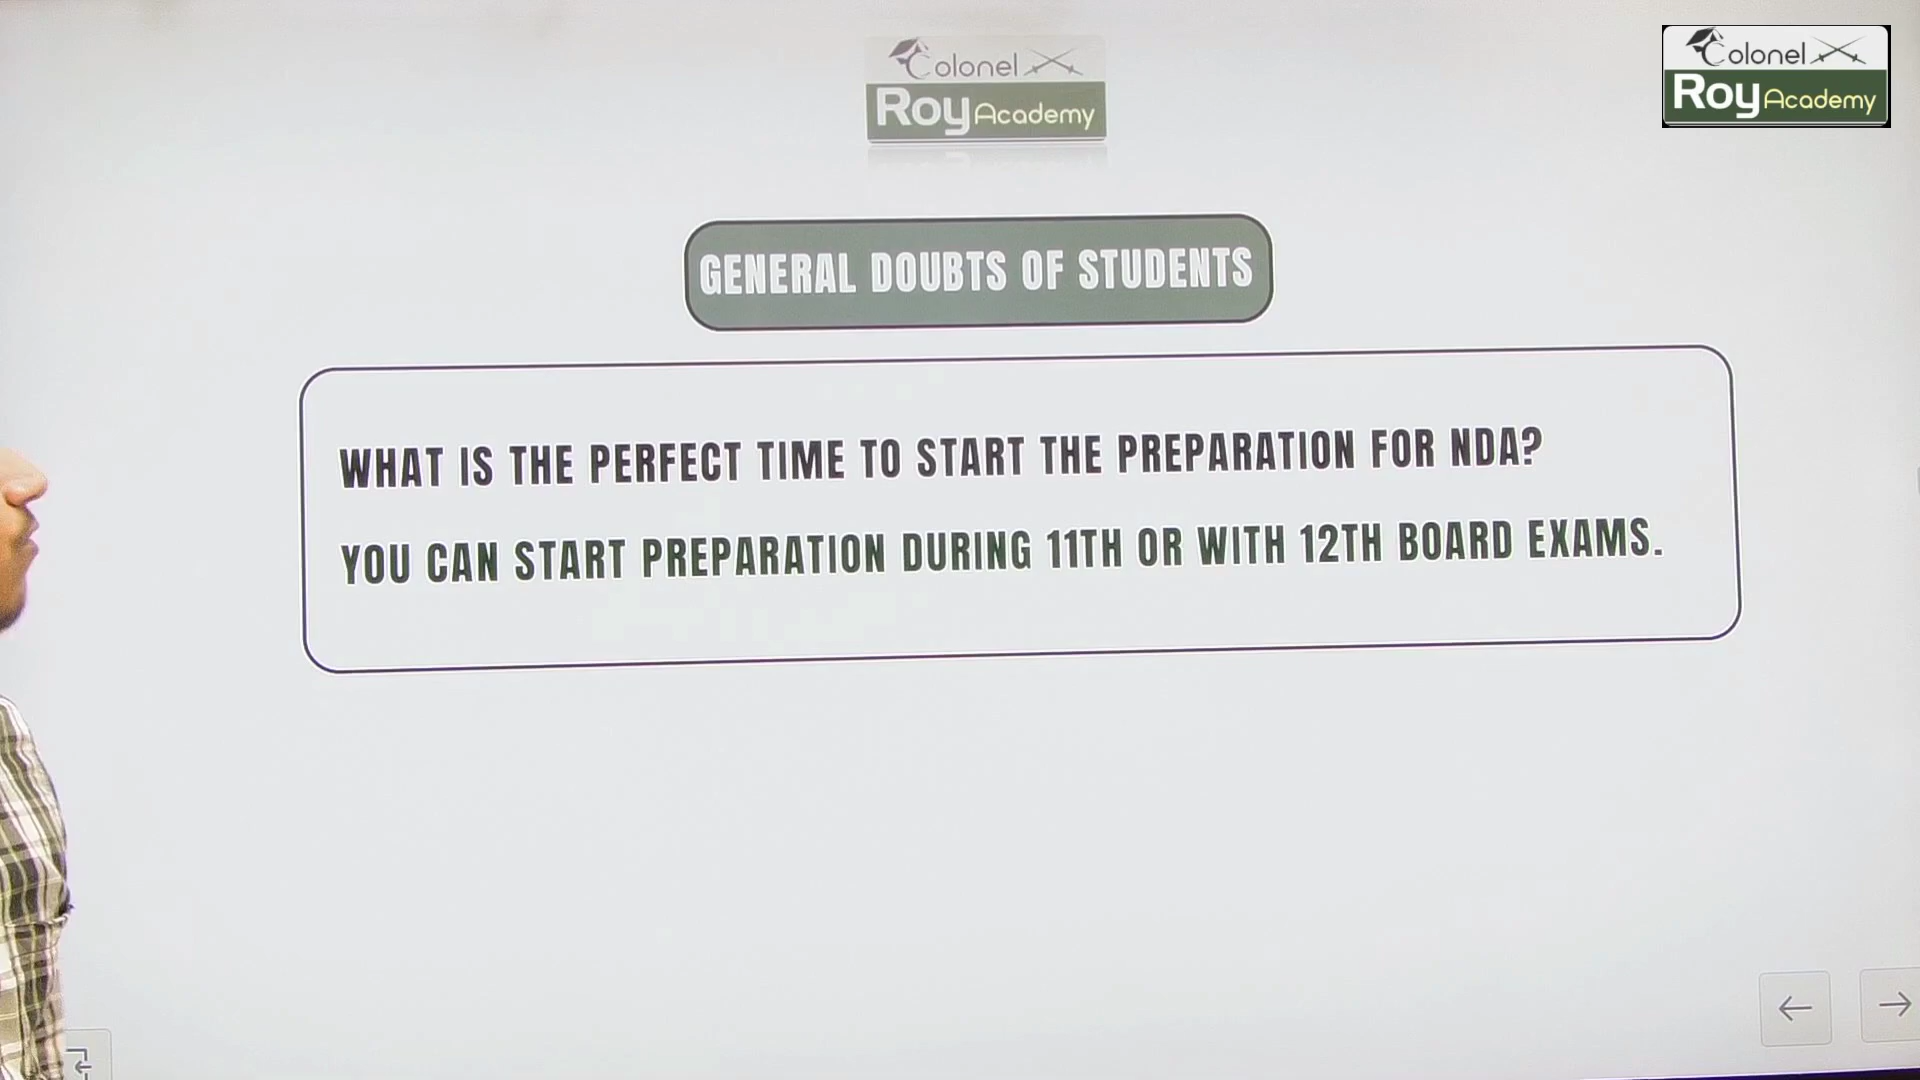 Colonel
Roy Academy
Colonel
Roy Academy
GENERAL DOUBTS OF STUDENTS
WHAT IS THE PERFECT TIME TO START THE PREPARATION FOR NDA?
YOU CAN START PREPARATION DURING 11TH OR WITH 12TH BOARD EXAMS.